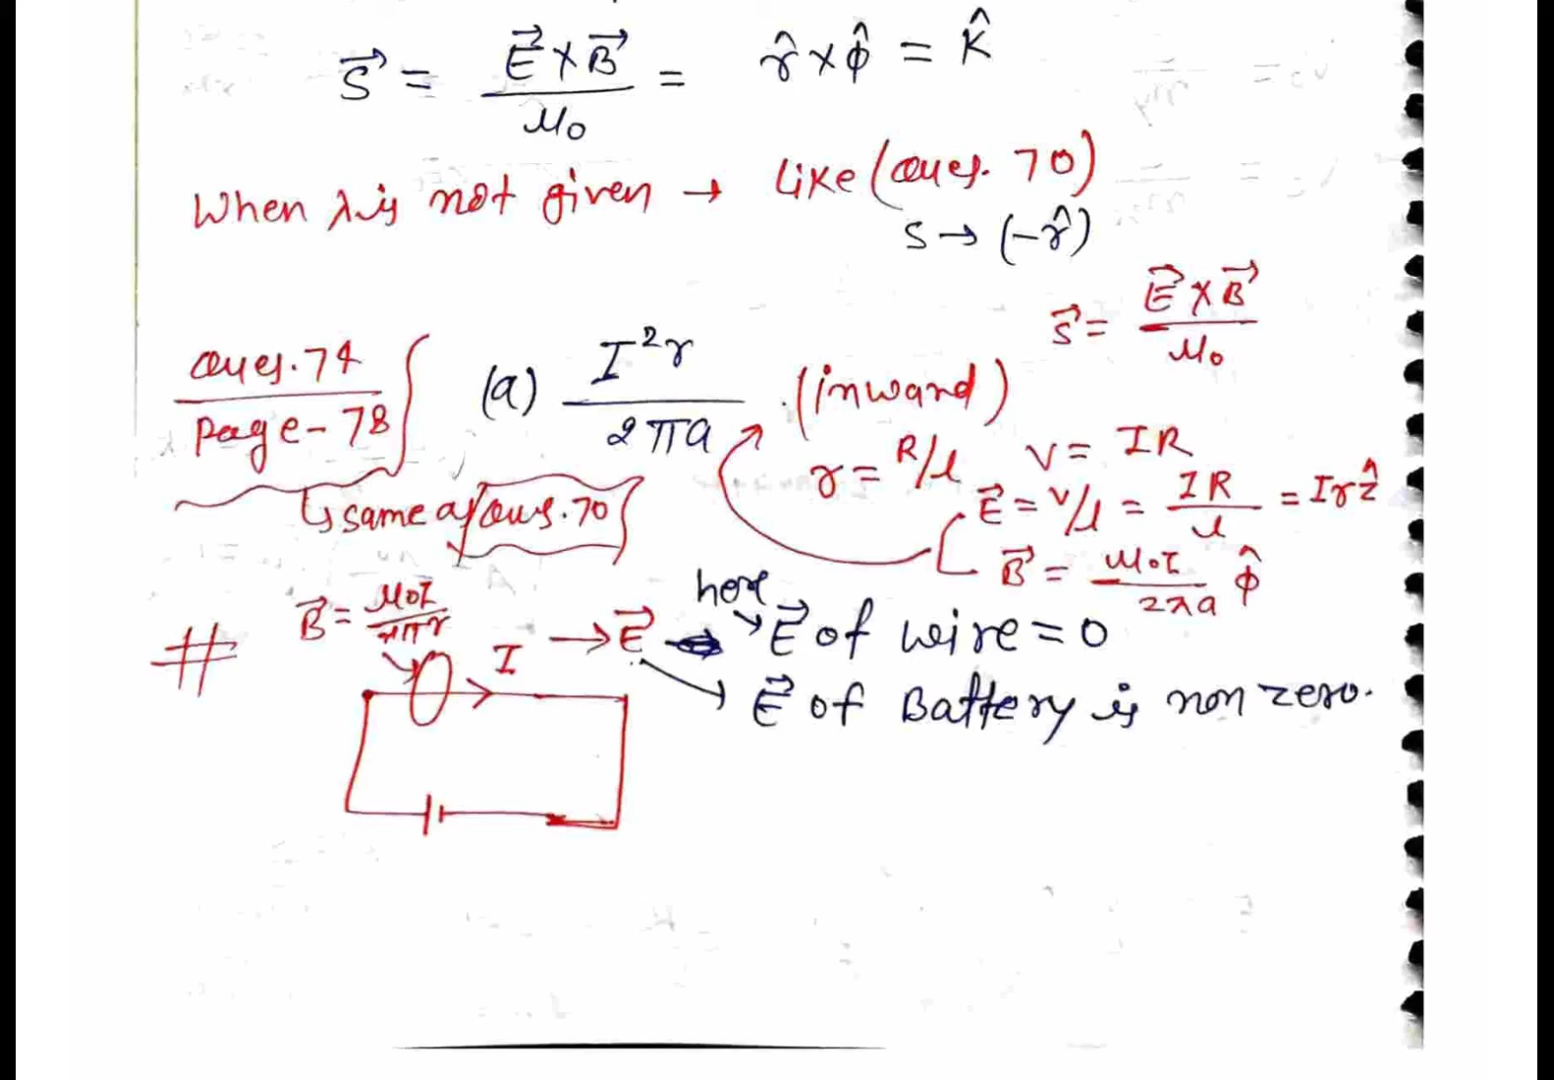 S⃗ = E⃗ × B⃗ / μ₀ = r̂ × φ̂ = K̂
When λ is not given → Like (Ques. 70)
S → (-r̂)
S⃗ = E⃗ × B⃗ / μ₀
Ques. 74
Page - 78
(a) I²r / 2πa . (inward)
r = R/l V = IR
E⃗ = V/l = IR / l = Ir ẑ
↳ same as Ques. 70
B⃗ = μ₀I / 2πa φ̂
# B⃗ = μ₀I / 2πr
I → E⃗ → here E⃗ of wire = 0
→ E⃗ of Battery is non zero.